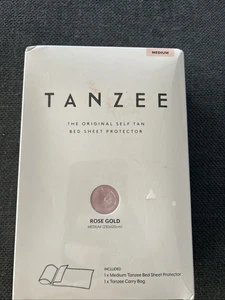 MEDIUM
TANZEE
THE ORIGINAL SELF TAN
BED SHEET PROTECTOR
ROSE GOLD
INCLUDED:
1 x Medium Tanzee Bed Sheet Protector
1 x Tanzee Carry Bag